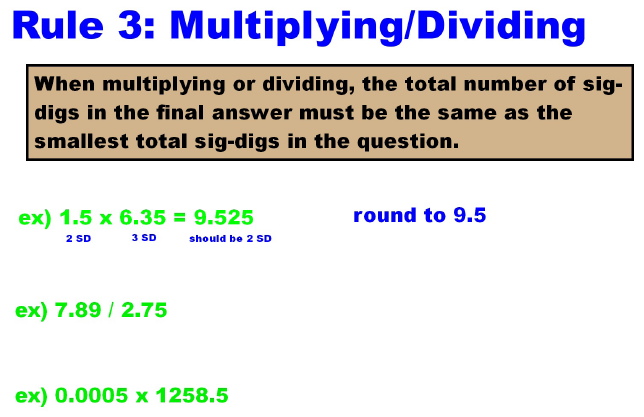 Rule 3: Multiplying/Dividing
When multiplying or dividing, the total number of sig-
digs in the final answer must be the same as the
smallest total sig-digs in the question.
ex) 1.5 x 6.35 = 9.525 round to 9.5
2 SD 3 SD should be 2 SD
ex) 7.89 / 2.75
ex) 0.0005 x 1258.5